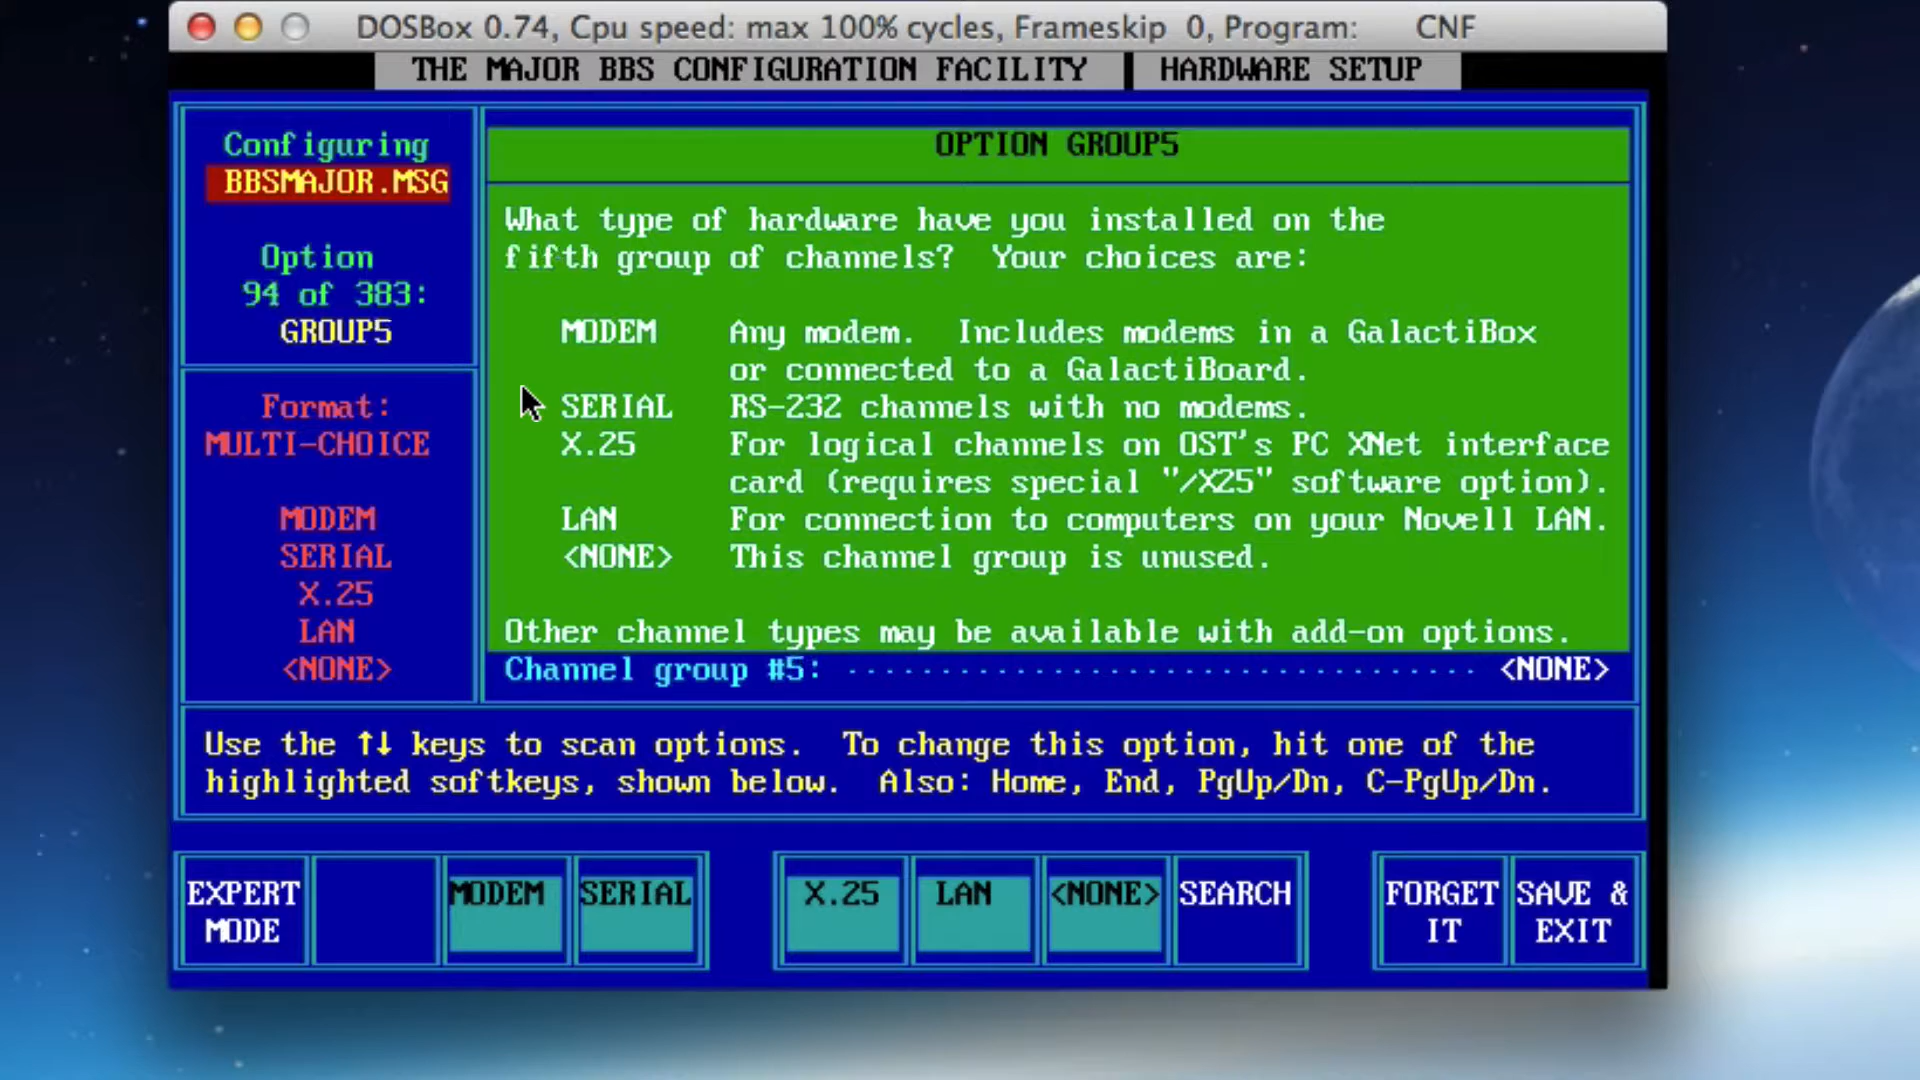 DOSBox 0.74, Cpu speed: max 100% cycles, Frameskip 0, Program: CNF
THE MAJOR BBS CONFIGURATION FACILITY
HARDWARE SETUP
Configuring
BBSMAJOR.MSG
Option
94 of 383:
GROUP5
Format:
MULTI-CHOICE
MODEM
SERIAL
X.25
LAN
<NONE>
OPTION GROUP5
What type of hardware have you installed on the
fifth group of channels? Your choices are:
MODEM Any modem. Includes modems in a GalactiBox
or connected to a GalactiBoard.
SERIAL RS-232 channels with no modems.
X.25 For logical channels on OST's PC XNet interface
card (requires special "/X25" software option).
LAN For connection to computers on your Novell LAN.
<NONE> This channel group is unused.
Other channel types may be available with add-on options.
Channel group #5: .................................. <NONE>
Use the ↑↓ keys to scan options. To change this option, hit one of the
highlighted softkeys, shown below. Also: Home, End, PgUp/Dn, C-PgUp/Dn.
EXPERT
MODE
MODEM
SERIAL
X.25
LAN
<NONE>
SEARCH
FORGET
IT
SAVE &
EXIT